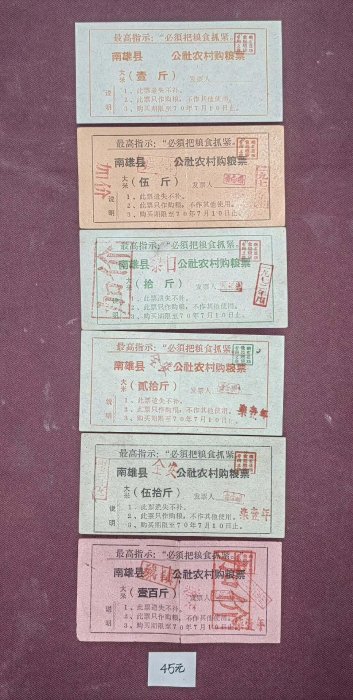 最高指示：“必须把粮食抓紧”
南雄县 公社农村购粮票
大米（壹斤） 发票人
说明
1、此票遗失不补。
2、此票只作购粮，不作其他使用。
3、购买期限至70年7月10日止。
最高指示：“必须把粮食抓紧”
加价
南雄县 公社农村购粮票
大米（伍斤） 发票人
说明
1、此票遗失不补。
2、此票只作购粮，不作其他使用。
3、购买期限至70年7月10日止。
最高指示：“必须把粮食抓紧”
南雄县 公社农村购粮票
大米（拾斤） 发票人
说明
1、此票遗失不补。
2、此票只作购粮，不作其他使用。
3、购买期限至70年7月10日止。
最高指示：“必须把粮食抓紧”
南雄县 公社农村购粮票
大米（贰拾斤） 发票人
说明
1、此票遗失不补。
2、此票只作购粮，不作其他使用。
3、购买期限至70年7月10日止。
柒壹年
最高指示：“必须把粮食抓紧”
南雄县 公社农村购粮票
大米（伍拾斤） 发票人
说明
1、此票遗失不补。
2、此票只作购粮，不作其他使用。
3、购买期限至70年7月10日止。
柒壹年
最高指示：“必须把粮食抓紧”
南雄县 公社农村购粮票
大米（壹百斤） 发票人
说明
1、此票遗失不补。
2、此票只作购粮，不作其他使用。
3、购买期限至70年7月10日止。
45元